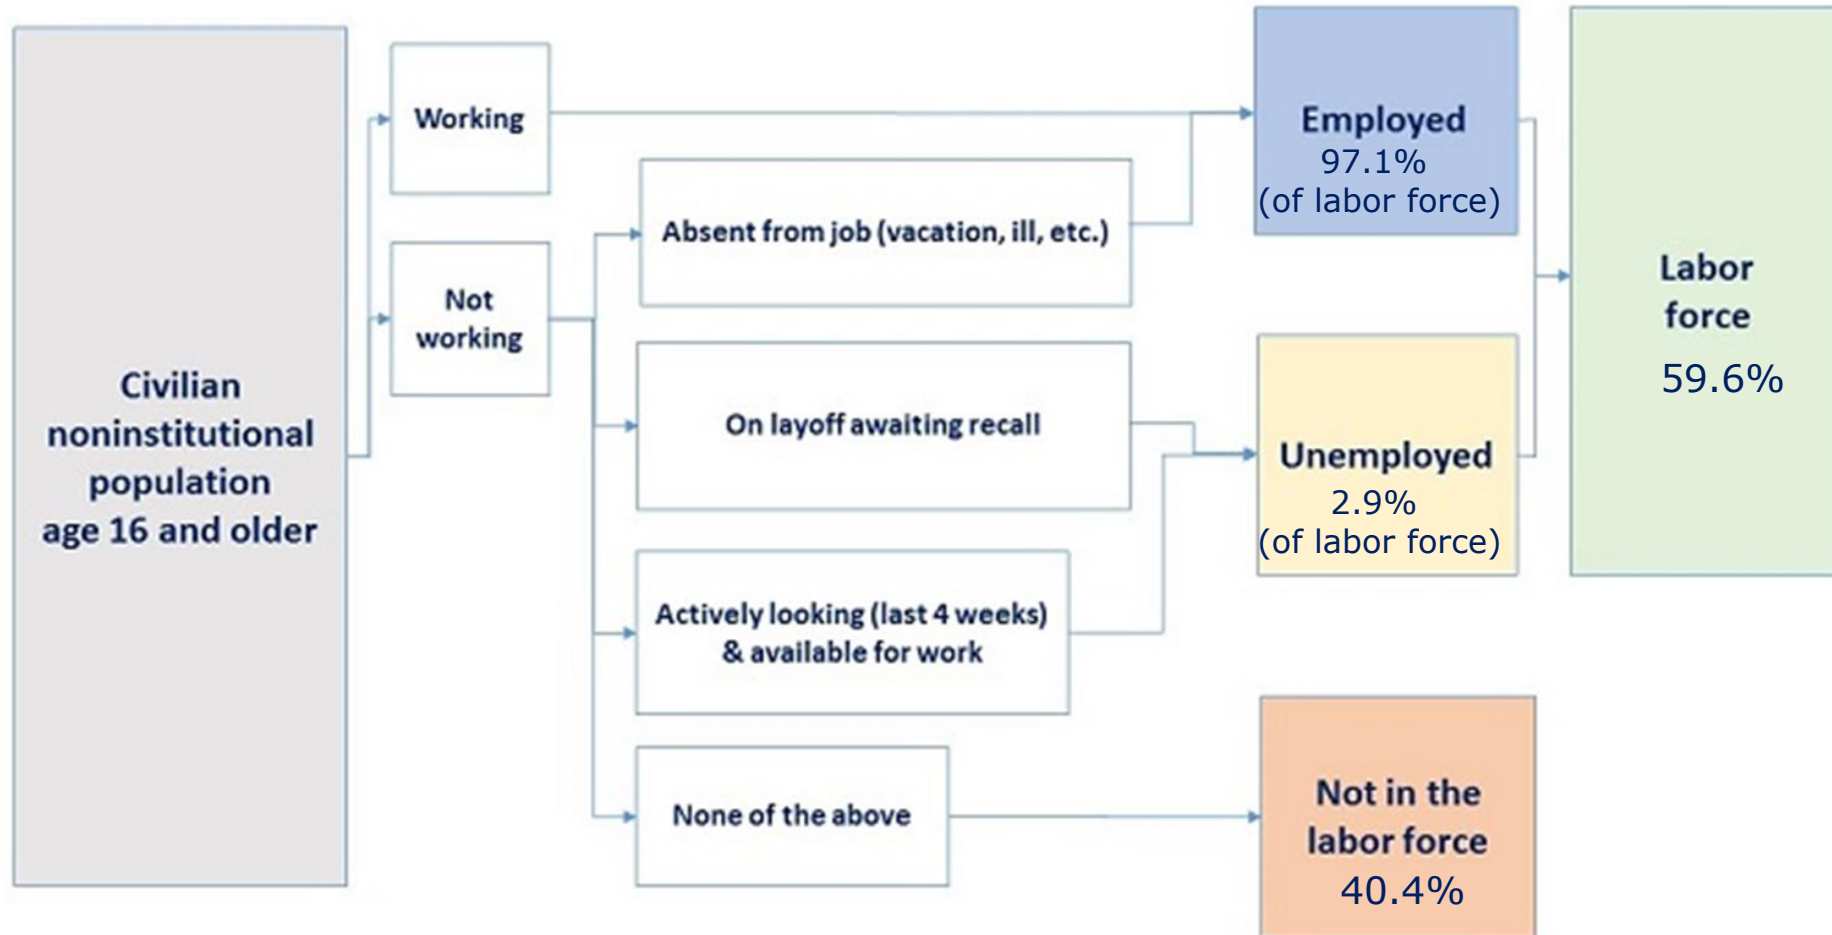 Civilian
noninstitutional
population
age 16 and older
Working
Not
working
Absent from job (vacation, ill, etc.)
On layoff awaiting recall
Actively looking (last 4 weeks)
& available for work
None of the above
Employed
97.1%
(of labor force)
Unemployed
2.9%
(of labor force)
Not in the
labor force
40.4%
Labor
force
59.6%